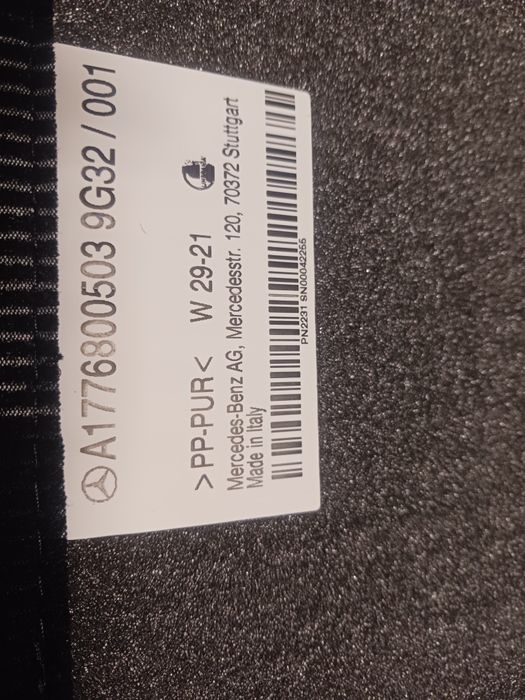 A1776800503 9G32 / 001
>PP-PUR< W 29-21
Mercedes-Benz AG, Mercedesstr. 120, 70372 Stuttgart
Made in Italy
PN2231 SN00042255